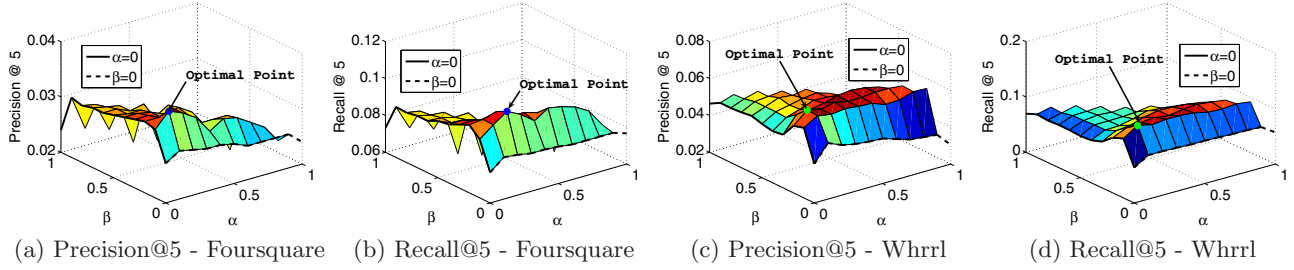 0.04
0.03
0.02
Precision @ 5
α=0
β=0
Optimal Point
1
0.5
0
β
0
0.5
1
α
(a) Precision@5 - Foursquare
0.12
0.1
0.08
0.06
Recall @ 5
α=0
β=0
Optimal Point
1
0.5
0
β
0
0.5
1
α
(b) Recall@5 - Foursquare
0.08
0.06
0.04
0.02
Precision @ 5
α=0
β=0
Optimal Point
1
0.5
0
β
0
0.5
1
α
(c) Precision@5 - Whrrl
0.2
0.1
0
Recall @ 5
α=0
β=0
Optimal Point
1
0.5
0
β
0
0.5
1
α
(d) Recall@5 - Whrrl